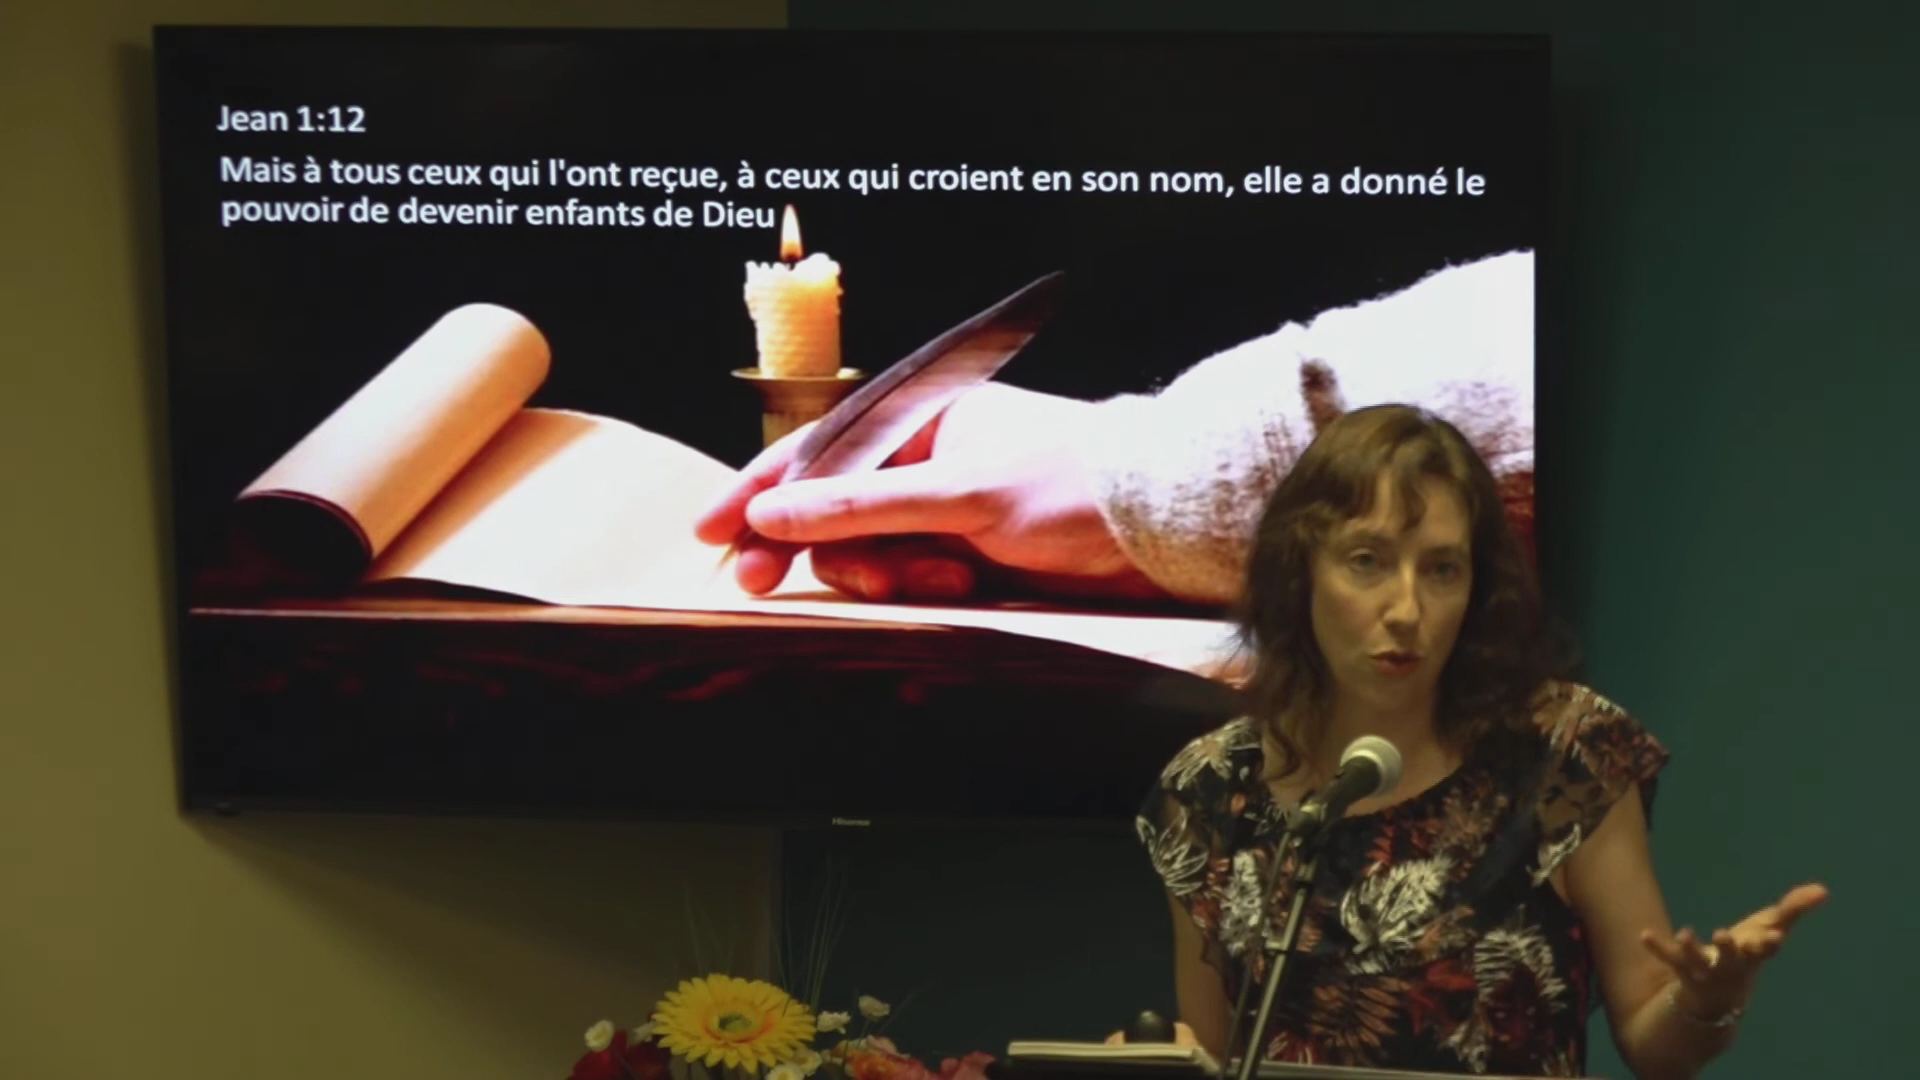 Jean 1:12
Mais à tous ceux qui l'ont reçue, à ceux qui croient en son nom, elle a donné le
pouvoir de devenir enfants de Dieu
Hisense